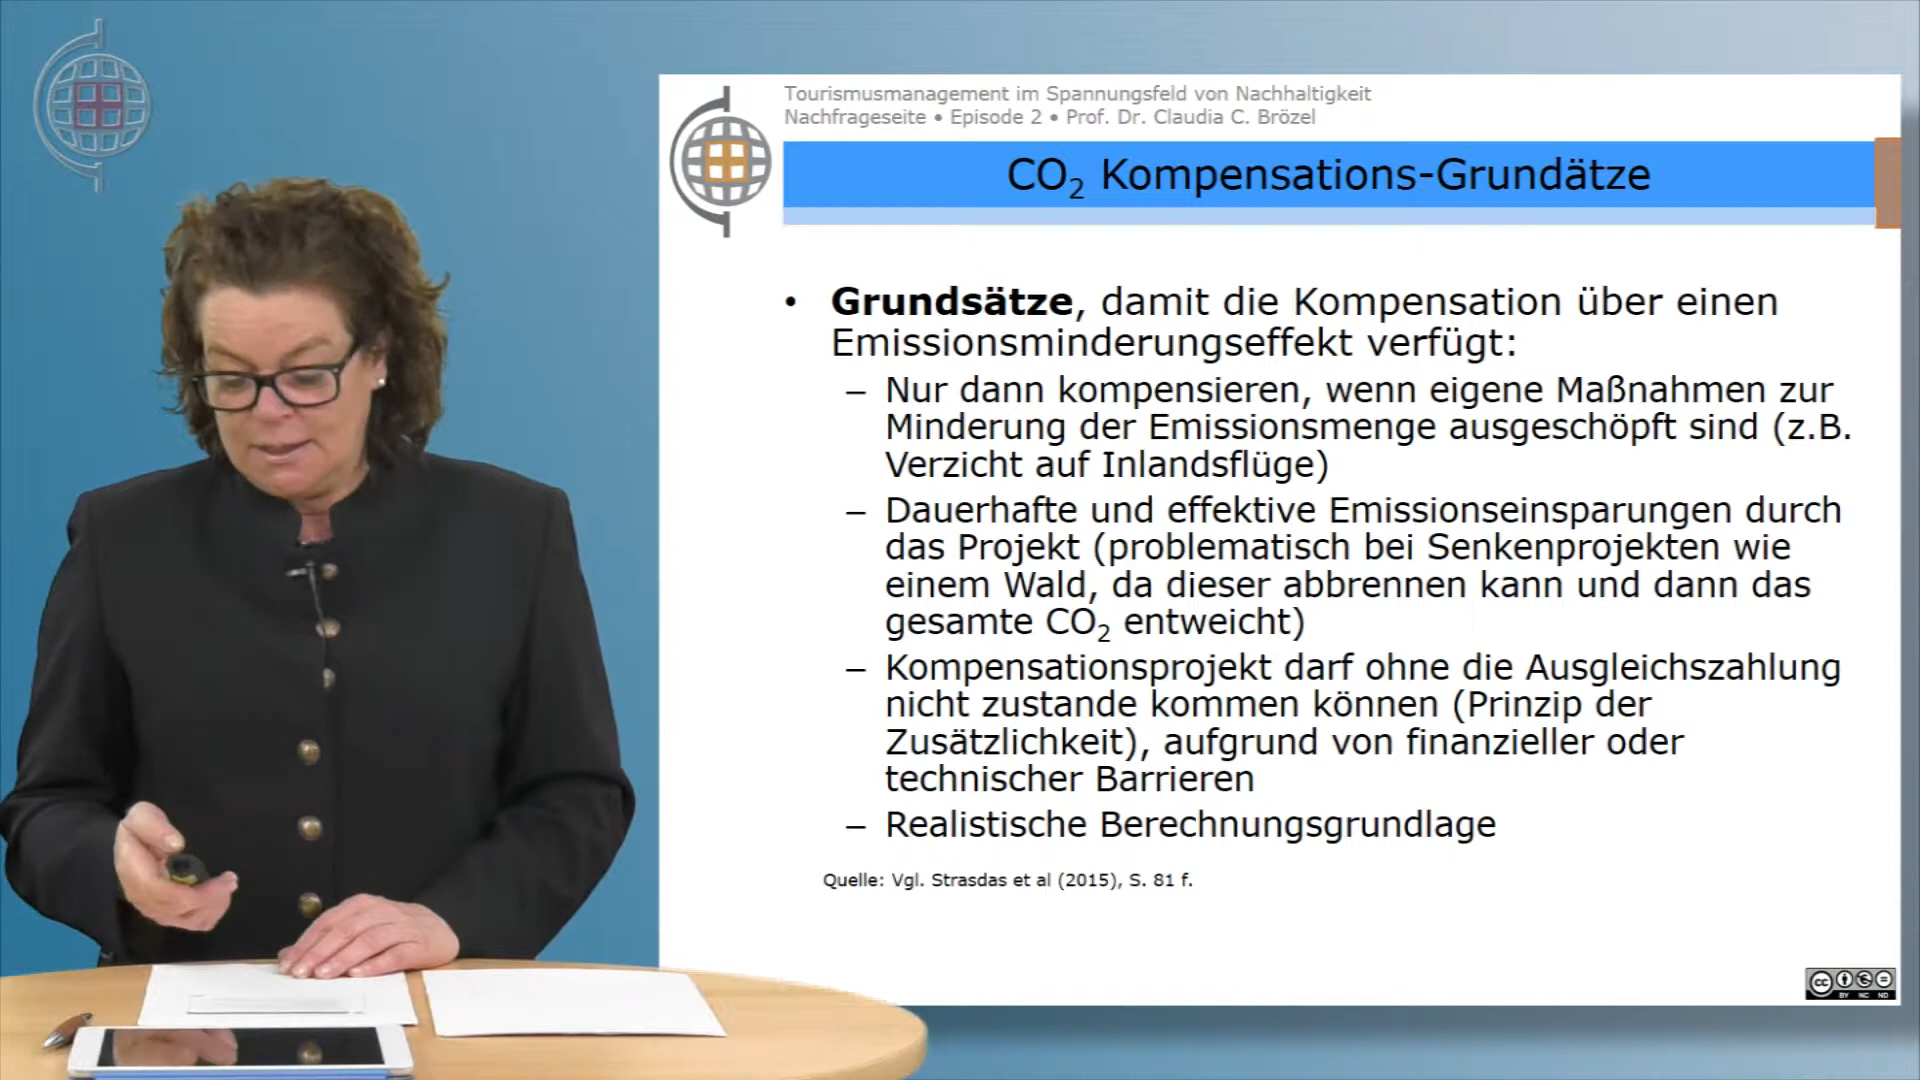 Tourismusmanagement im Spannungsfeld von Nachhaltigkeit
Nachfrageseite • Episode 2 • Prof. Dr. Claudia C. Brözel
CO₂ Kompensations-Grundätze
• Grundsätze, damit die Kompensation über einen
Emissionsminderungseffekt verfügt:
– Nur dann kompensieren, wenn eigene Maßnahmen zur
Minderung der Emissionsmenge ausgeschöpft sind (z.B.
Verzicht auf Inlandsflüge)
– Dauerhafte und effektive Emissionseinsparungen durch
das Projekt (problematisch bei Senkenprojekten wie
einem Wald, da dieser abbrennen kann und dann das
gesamte CO₂ entweicht)
– Kompensationsprojekt darf ohne die Ausgleichszahlung
nicht zustande kommen können (Prinzip der
Zusätzlichkeit), aufgrund von finanzieller oder
technischer Barrieren
– Realistische Berechnungsgrundlage
Quelle: Vgl. Strasdas et al (2015), S. 81 f.
cc
BY NC ND